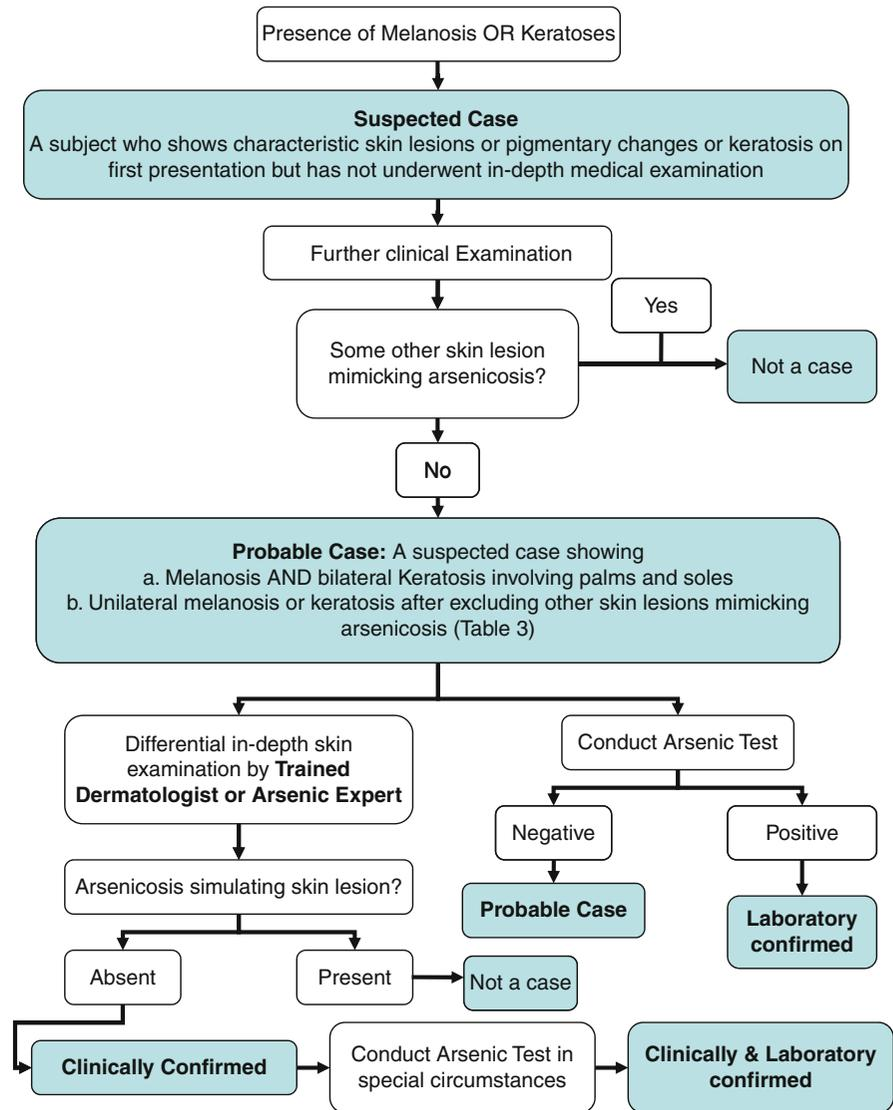 Presence of Melanosis OR Keratoses
Suspected Case
A subject who shows characteristic skin lesions or pigmentary changes or keratosis on
first presentation but has not underwent in-depth medical examination
Further clinical Examination
Yes
Some other skin lesion
mimicking arsenicosis?
Not a case
No
Probable Case: A suspected case showing
a. Melanosis AND bilateral Keratosis involving palms and soles
b. Unilateral melanosis or keratosis after excluding other skin lesions mimicking
arsenicosis (Table 3)
Differential in-depth skin
examination by Trained
Dermatologist or Arsenic Expert
Conduct Arsenic Test
Negative
Positive
Arsenicosis simulating skin lesion?
Probable Case
Laboratory
confirmed
Absent
Present
Not a case
Clinically Confirmed
Conduct Arsenic Test in
special circumstances
Clinically & Laboratory
confirmed